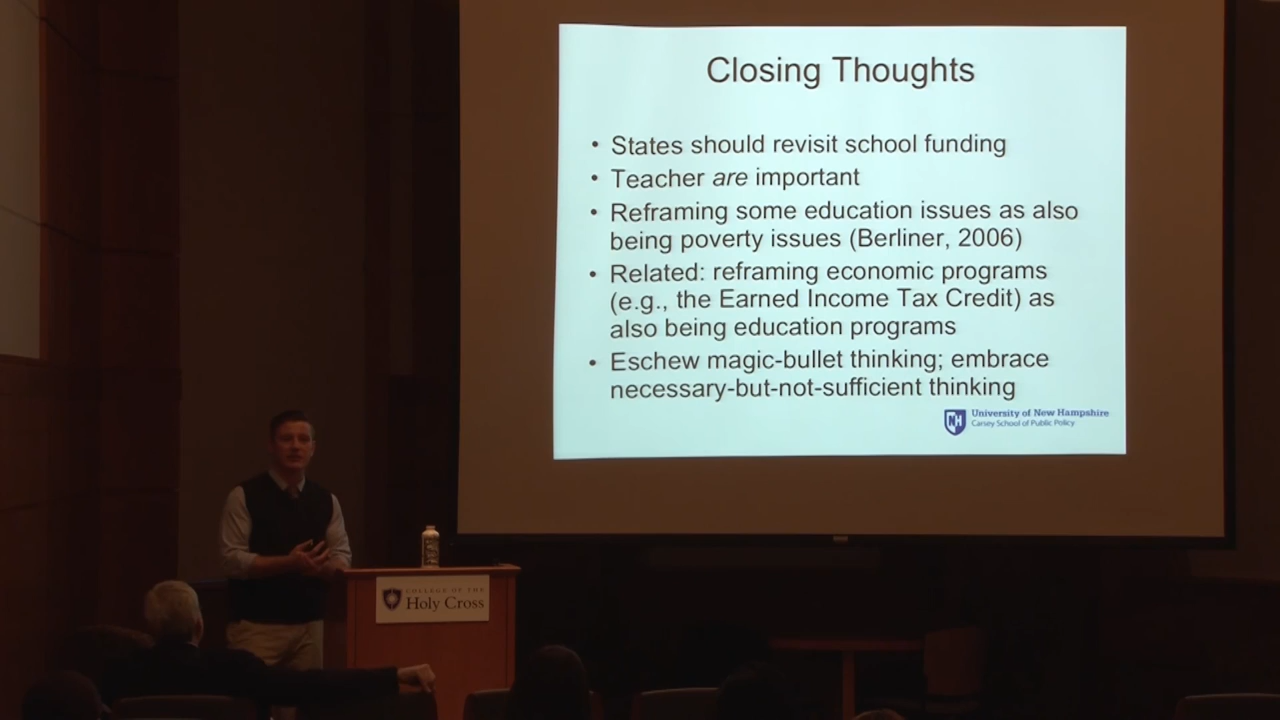 Closing Thoughts
• States should revisit school funding
• Teacher are important
• Reframing some education issues as also
being poverty issues (Berliner, 2006)
• Related: reframing economic programs
(e.g., the Earned Income Tax Credit) as
also being education programs
• Eschew magic-bullet thinking; embrace
necessary-but-not-sufficient thinking
NH
University of New Hampshire
Carsey School of Public Policy
COLLEGE OF THE
Holy Cross